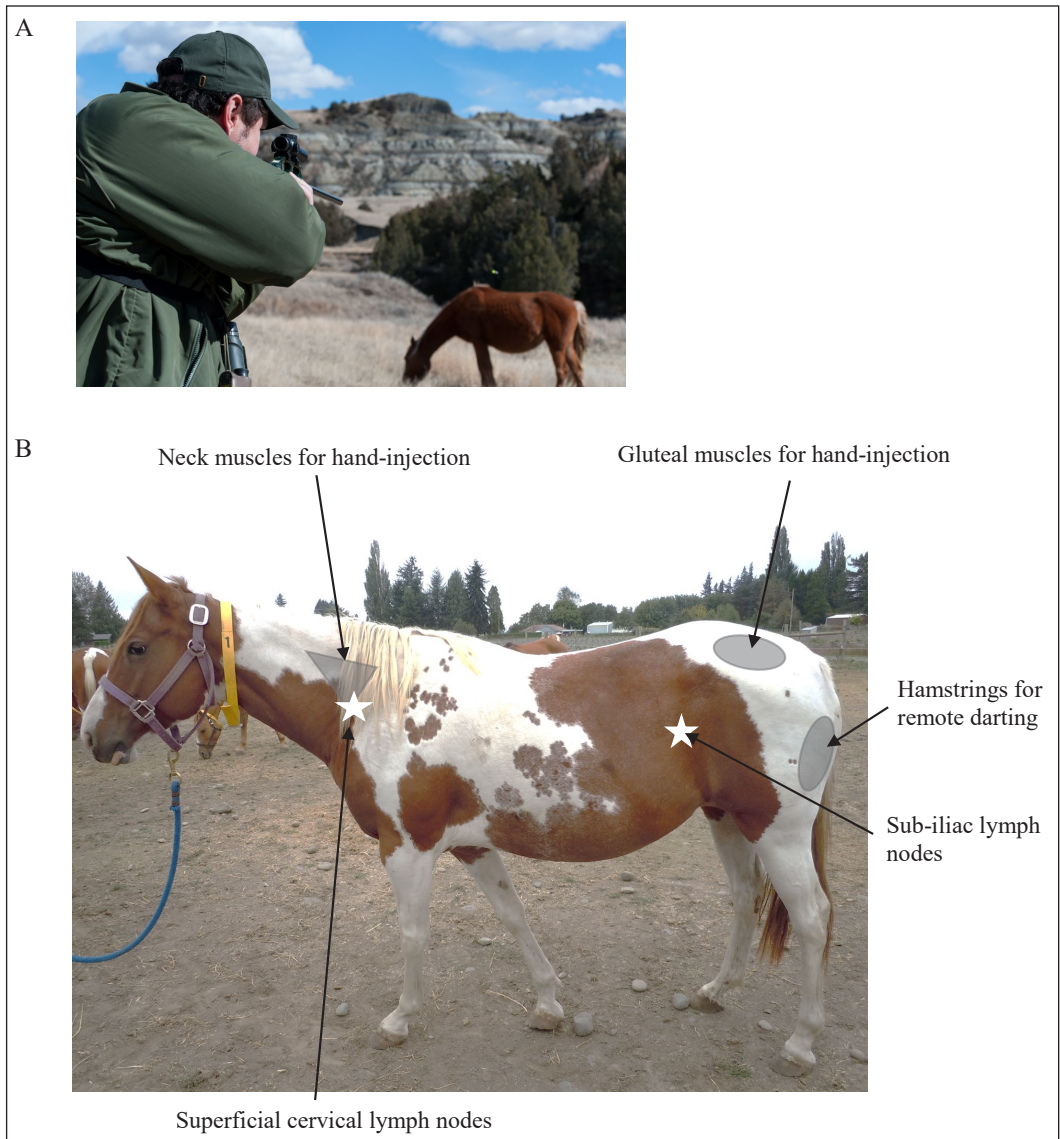 A
B
Neck muscles for hand-injection
Gluteal muscles for hand-injection
1
Hamstrings for
remote darting
Sub-iliac lymph
nodes
Superficial cervical lymph nodes